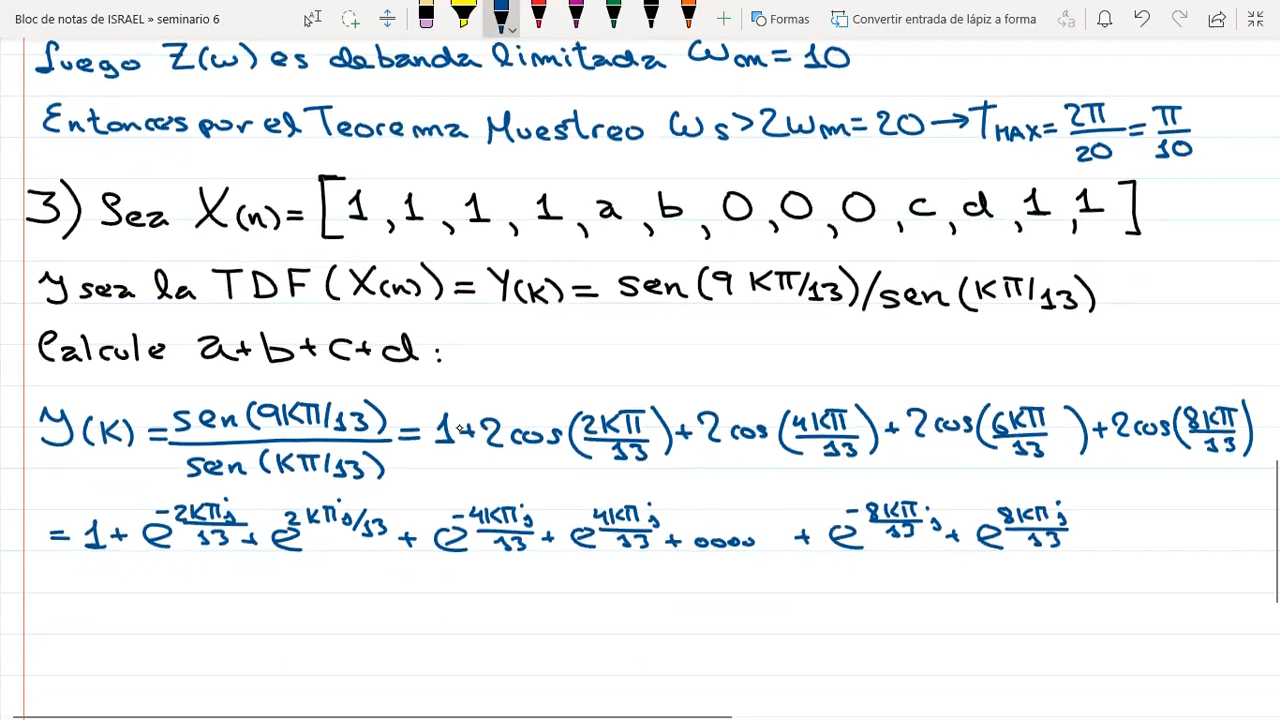 Bloc de notas de ISRAEL » seminario 6
Formas
Convertir entrada de lápiz a forma
luego Z(ω) es de banda limitada ωm = 10
Entonces por el Teorema Muestreo ωs > 2ωm = 20 → TMAX = 2π/20 = π/10
3) Sea X(n) = [1, 1, 1, 1, a, b, 0, 0, 0, c, d, 1, 1]
y sea la TDF (X(n)) = Y(K) = sen(9Kπ/13)/sen(Kπ/13)
Calcule a+b+c+d:
Y(K) = sen(9Kπ/13)/sen(Kπ/13) = 1 + 2cos(2Kπ/13) + 2cos(4Kπ/13) + 2cos(6Kπ/13) + 2cos(8Kπ/13)
= 1 + e^(-2Kπj/13) + e^(2Kπj/13) + e^(-4Kπj/13) + e^(4Kπj/13) + .... + e^(-8Kπj/13) + e^(8Kπj/13)